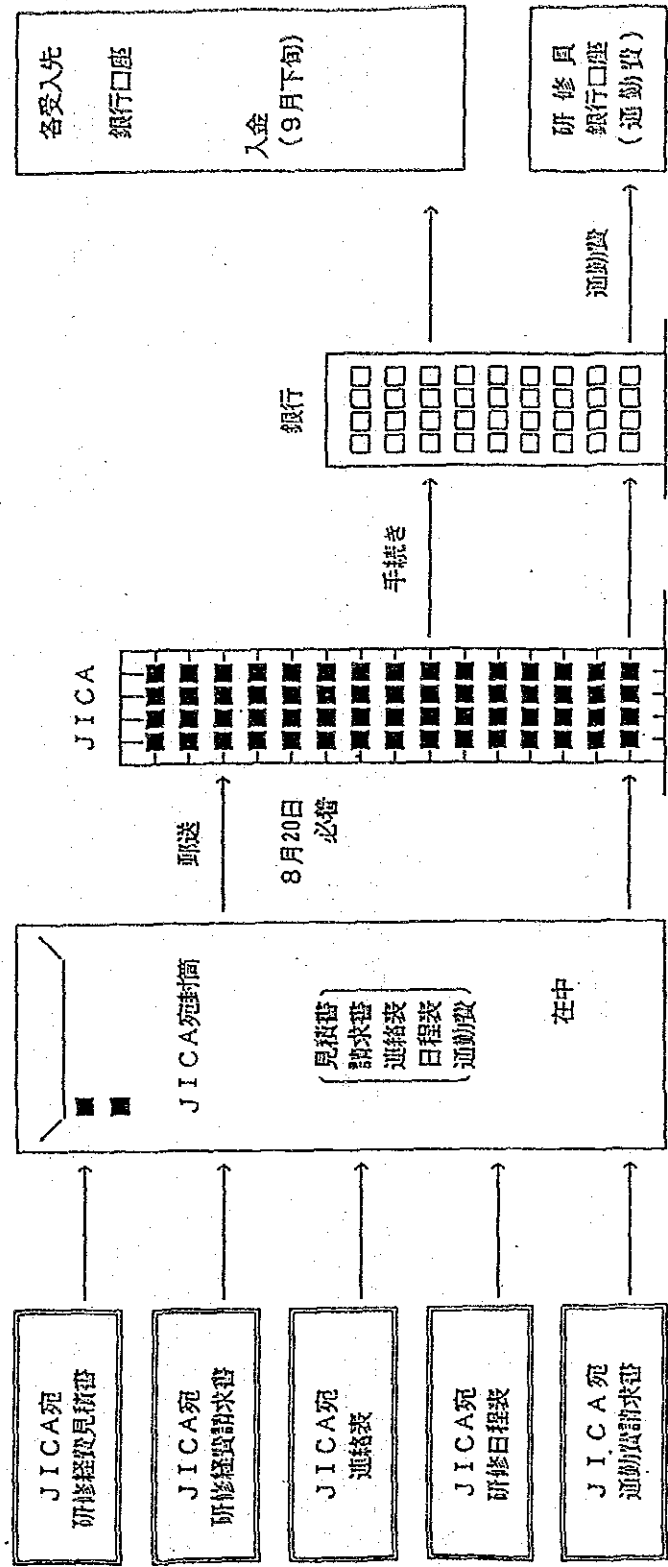 JICA宛
研修経費見積書
JICA宛
研修経費請求書
JICA宛
連絡表
JICA宛
研修日程表
JICA宛
通勤費請求書
JICA宛封筒
見積書
請求書
連絡表
日程表
通勤費
在中
郵送
8月20日
必着
JICA
手続き
銀行
通勤費
各受入先
銀行口座
入金
(9月下旬)
研修員
銀行口座
(通勤費)